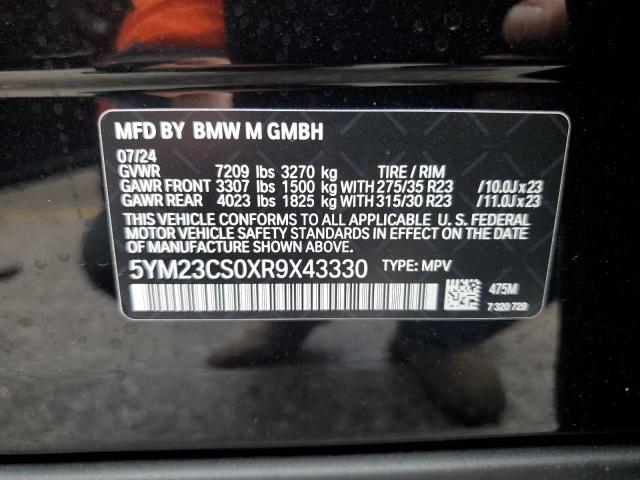 MFD BY BMW M GMBH
07/24
GVWR 7209 lbs 3270 kg TIRE / RIM
GAWR FRONT 3307 lbs 1500 kg WITH 275/35 R23 /10.0J x 23
GAWR REAR 4023 lbs 1825 kg WITH 315/30 R23 /11.0J x 23
THIS VEHICLE CONFORMS TO ALL APPLICABLE U. S. FEDERAL
MOTOR VEHICLE SAFETY STANDARDS IN EFFECT ON THE DATE
OF MANUFACTURE SHOWN ABOVE.
5YM23CS0XR9X43330 TYPE: MPV
475M
7 320 729